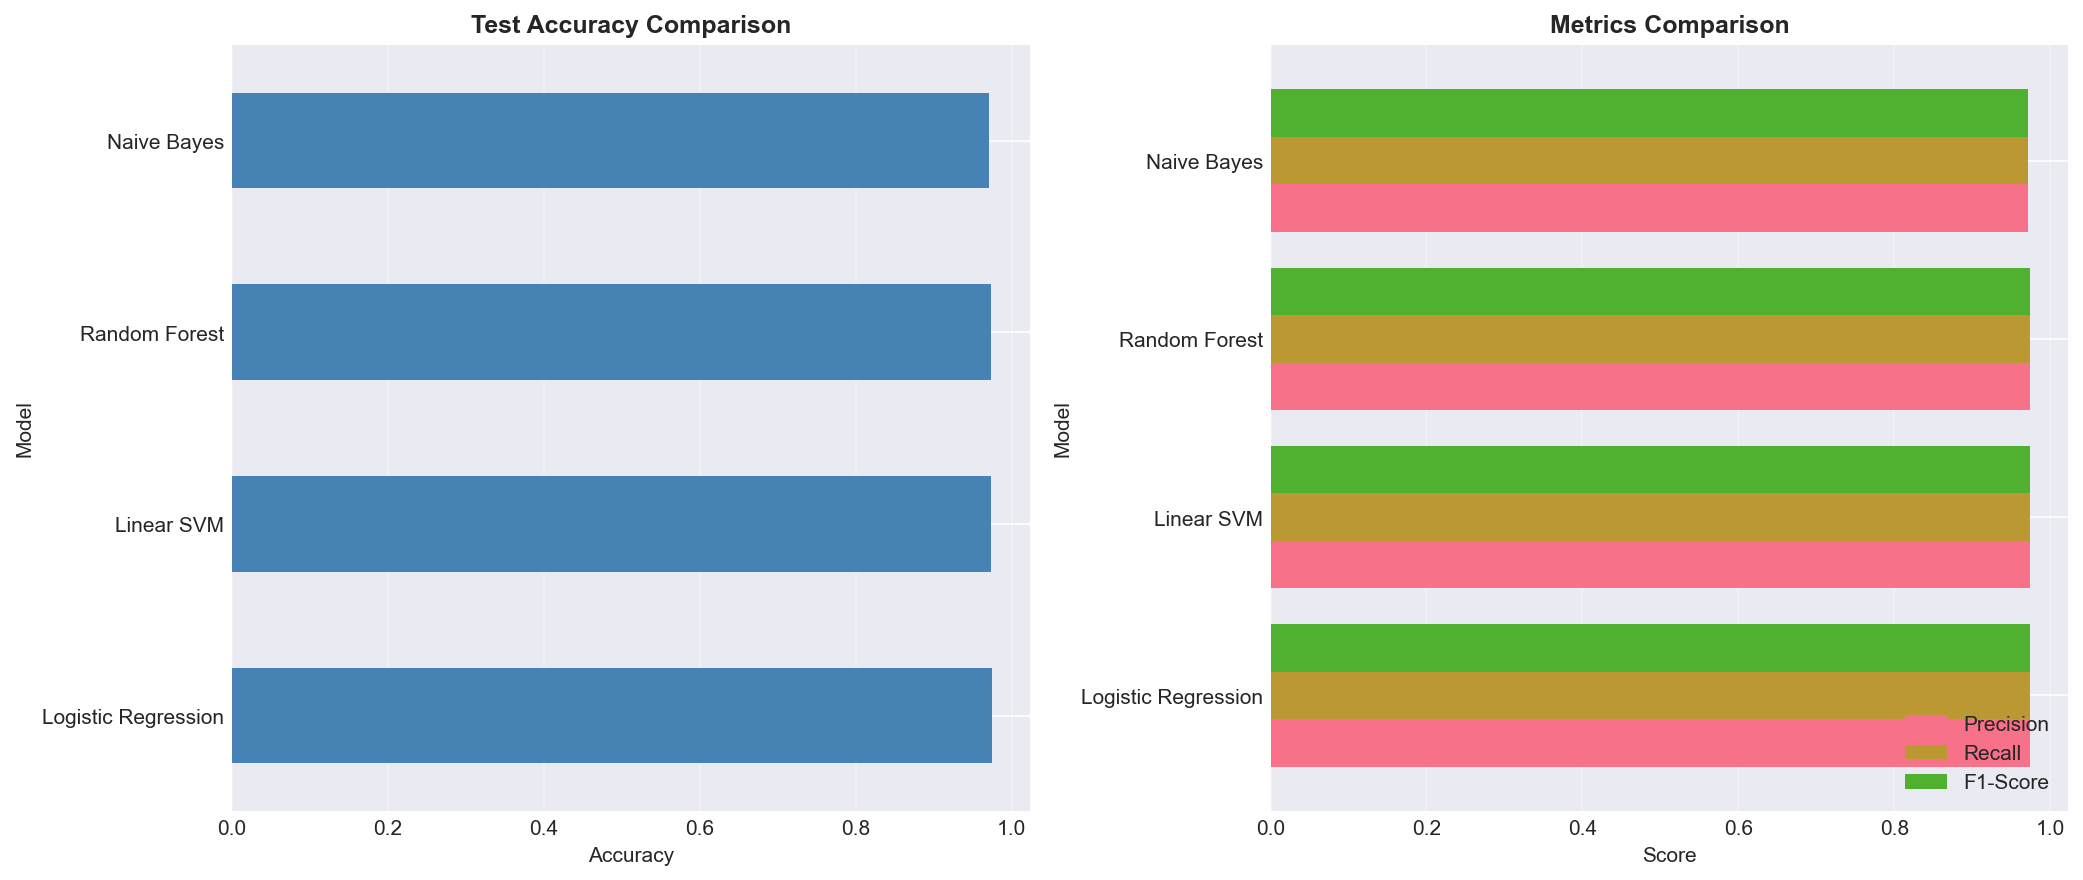 Test Accuracy Comparison
Naive Bayes
Random Forest
Linear SVM
Logistic Regression
Model
0.0 0.2 0.4 0.6 0.8 1.0
Accuracy
Metrics Comparison
Naive Bayes
Random Forest
Linear SVM
Logistic Regression
Model
Precision
Recall
F1-Score
0.0 0.2 0.4 0.6 0.8 1.0
Score